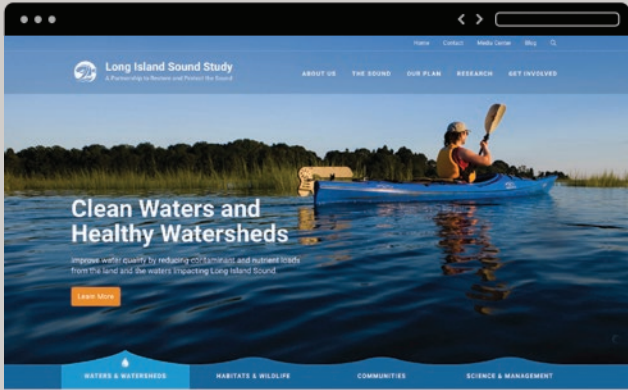 Home Contact Media Center Blog
Long Island Sound Study
A Partnership to Restore and Protect the Sound
ABOUT US THE SOUND OUR PLAN RESEARCH GET INVOLVED
Clean Waters and
Healthy Watersheds
Improve water quality by reducing contaminant and nutrient loads
from the land and the waters impacting Long Island Sound
Learn More
WATERS & WATERSHEDS HABITATS & WILDLIFE COMMUNITIES SCIENCE & MANAGEMENT